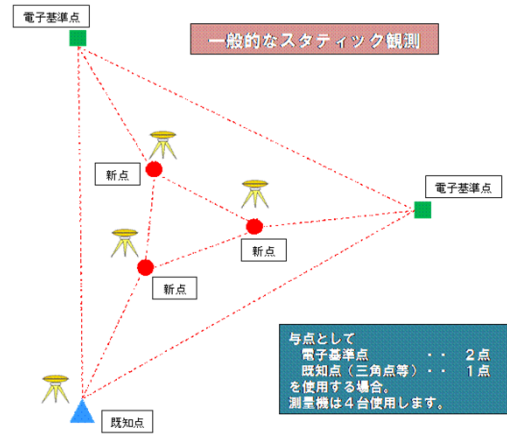 電子基準点
一般的なスタティック観測
新点
電子基準点
新点
新点
与点として
電子基準点 ・・ 2点
既知点（三角点等）・・ 1点
を使用する場合。
測量機は4台使用します。
既知点